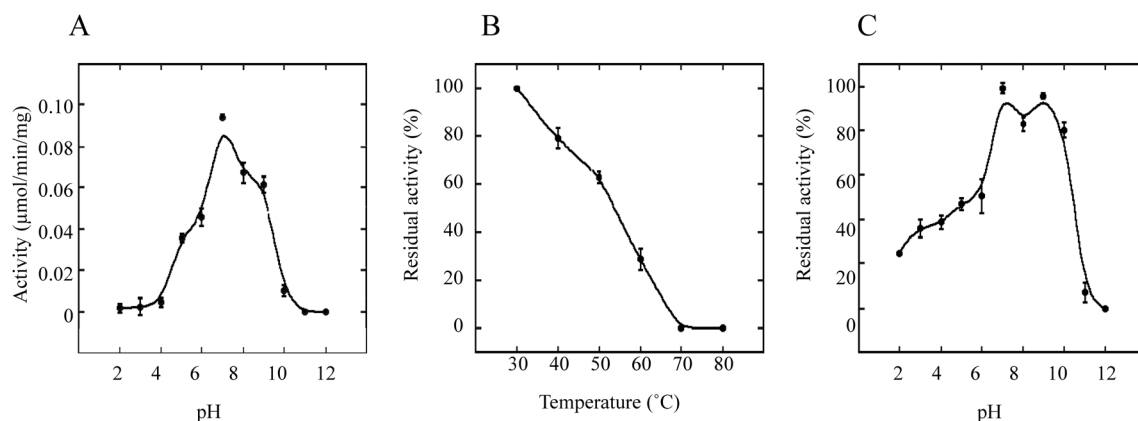 A
Activity (μmol/min/mg)
0.10
0.08
0.06
0.04
0.02
0
2 4 6 8 10 12
pH
B
Residual activity (%)
100
80
60
40
20
0
30 40 50 60 70 80
Temperature (˚C)
C
Residual activity (%)
100
80
60
40
20
0
2 4 6 8 10 12
pH